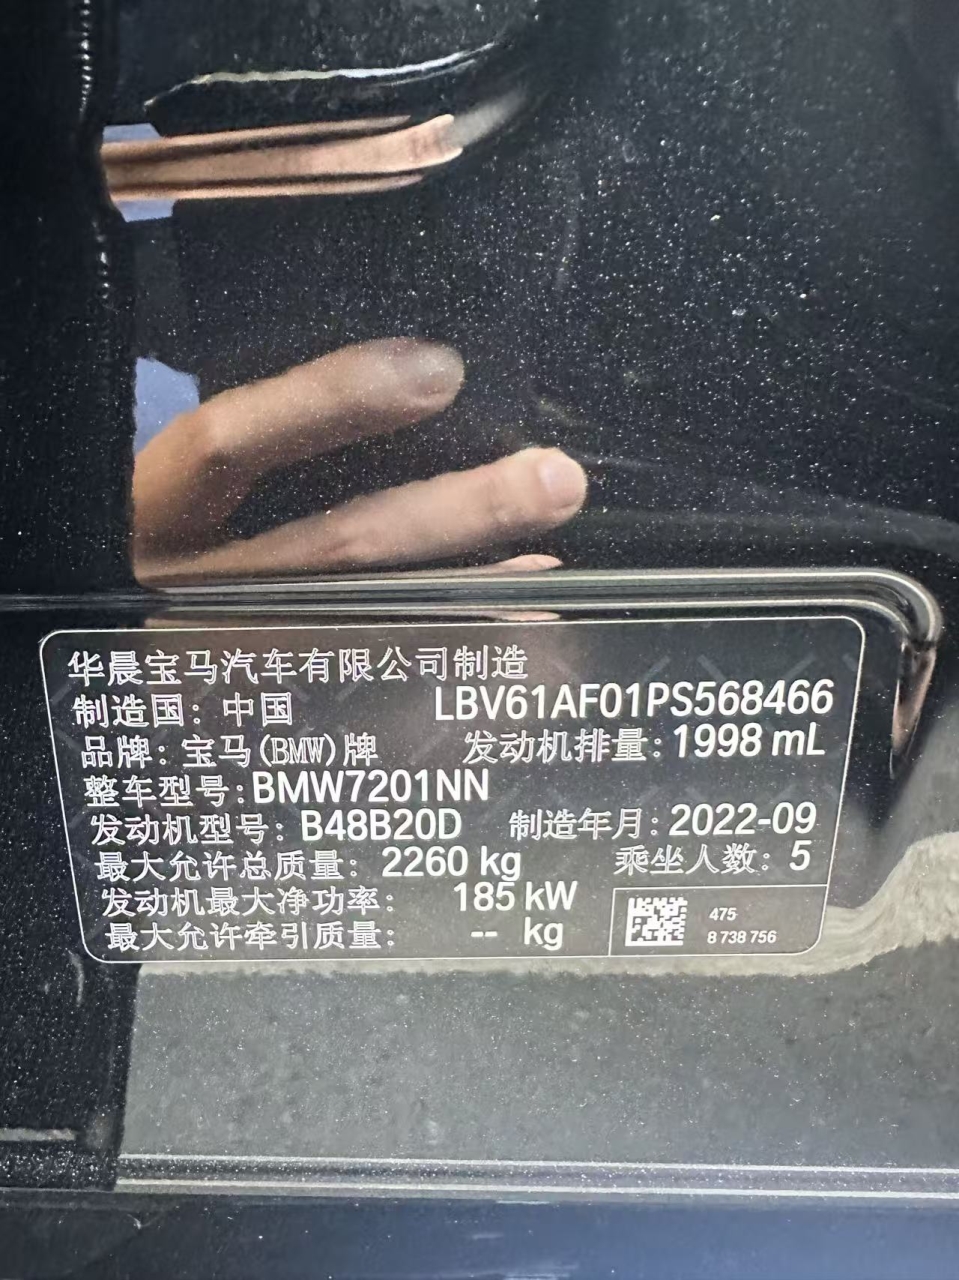 华晨宝马汽车有限公司制造
制造国：中国 LBV61AF01PS568466
品牌：宝马(BMW)牌 发动机排量：1998 mL
整车型号：BMW7201NN
发动机型号：B48B20D 制造年月：2022-09
最大允许总质量：2260 kg 乘坐人数：5
发动机最大净功率： 185 kW
最大允许牵引质量： -- kg
475
8 738 756